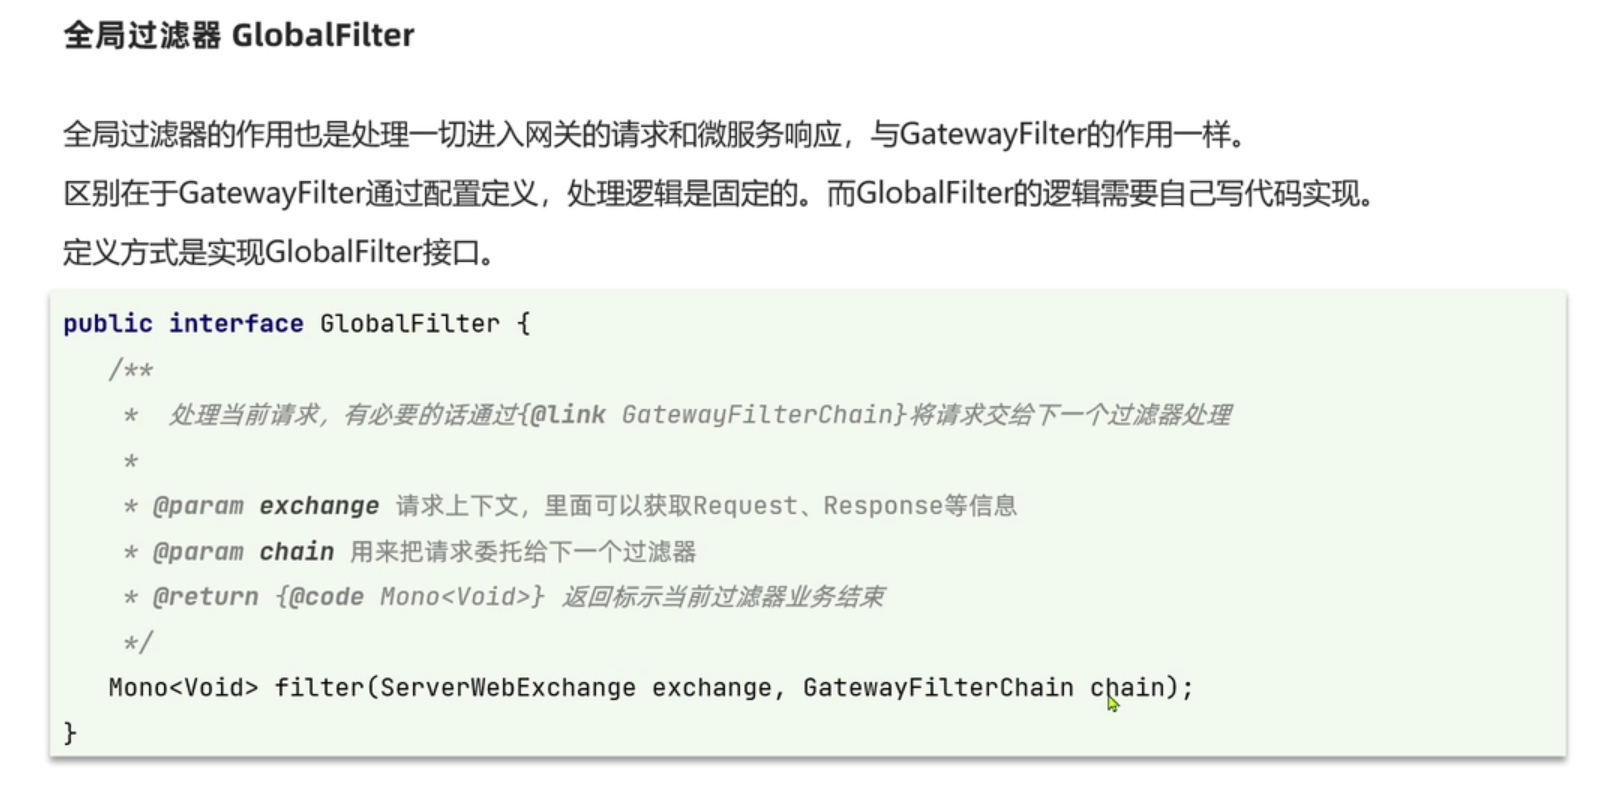 全局过滤器 GlobalFilter
全局过滤器的作用也是处理一切进入网关的请求和微服务响应，与GatewayFilter的作用一样。
区别在于GatewayFilter通过配置定义，处理逻辑是固定的。而GlobalFilter的逻辑需要自己写代码实现。
定义方式是实现GlobalFilter接口。
public interface GlobalFilter {
/**
*  处理当前请求，有必要的话通过{@link GatewayFilterChain}将请求交给下一个过滤器处理
*
* @param exchange 请求上下文，里面可以获取Request、Response等信息
* @param chain 用来把请求委托给下一个过滤器
* @return {@code Mono<Void>} 返回标示当前过滤器业务结束
*/
Mono<Void> filter(ServerWebExchange exchange, GatewayFilterChain chain);
}